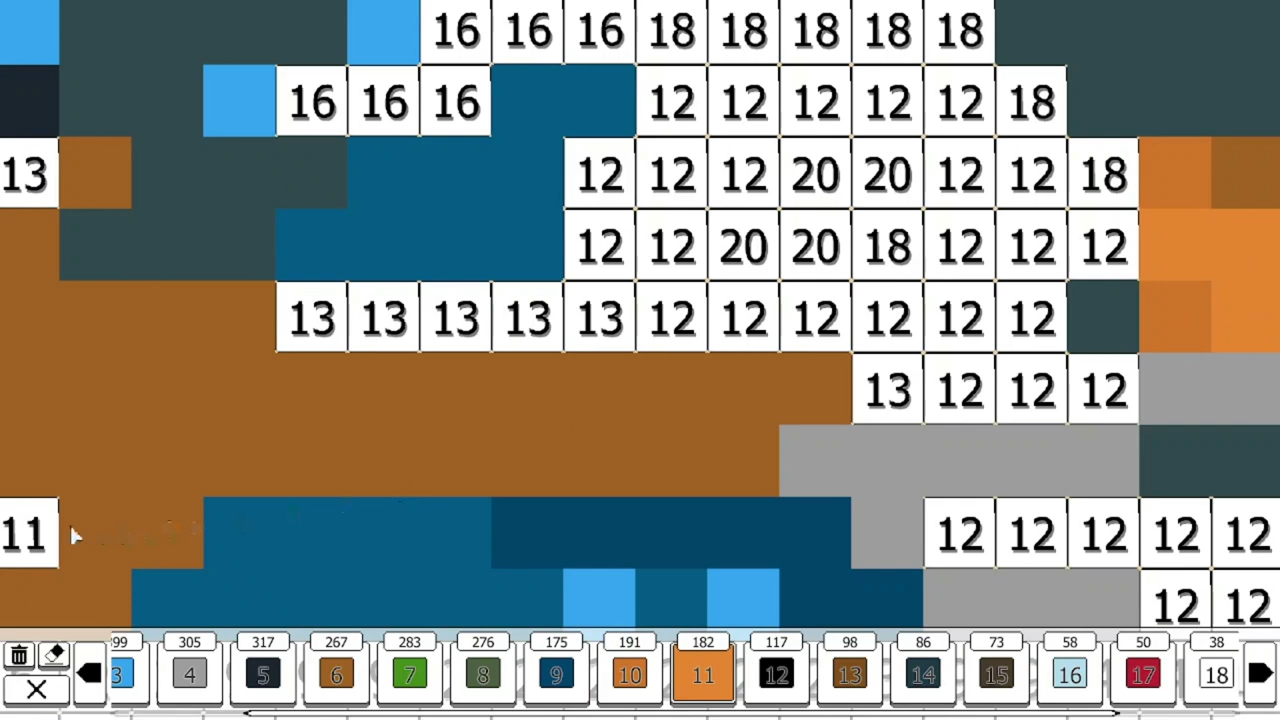 16 16 16 18 18 18 18 18
16 16 16 12 12 12 12 12 18
13 12 12 12 20 20 12 12 18
12 12 20 20 18 12 12 12
13 13 13 13 13 12 12 12 12 12 12
13 12 12 12
11 12 12 12 12 12
12 12
99 305 317 267 283 276 175 191 182 117 98 86 73 58 50 38
3 4 5 6 7 8 9 10 11 12 13 14 15 16 17 18